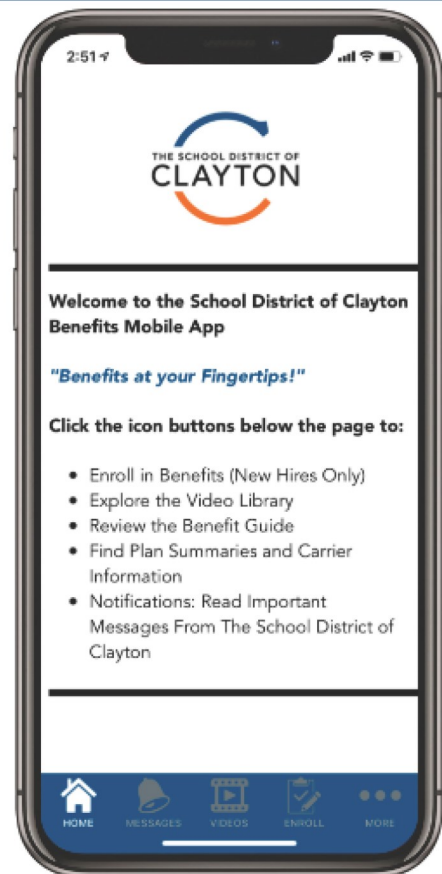 2:51
THE SCHOOL DISTRICT OF
CLAYTON
Welcome to the School District of Clayton
Benefits Mobile App
"Benefits at your Fingertips!"
Click the icon buttons below the page to:
• Enroll in Benefits (New Hires Only)
• Explore the Video Library
• Review the Benefit Guide
• Find Plan Summaries and Carrier
Information
• Notifications: Read Important
Messages From The School District of
Clayton
HOME MESSAGES VIDEOS ENROLL MORE